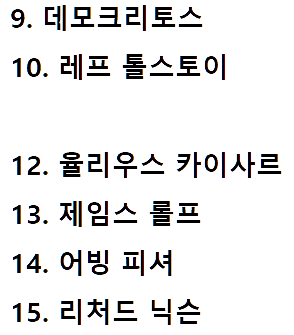 9. 데모크리토스
10. 레프 톨스토이
12. 율리우스 카이사르
13. 제임스 롤프
14. 어빙 피셔
15. 리처드 닉슨